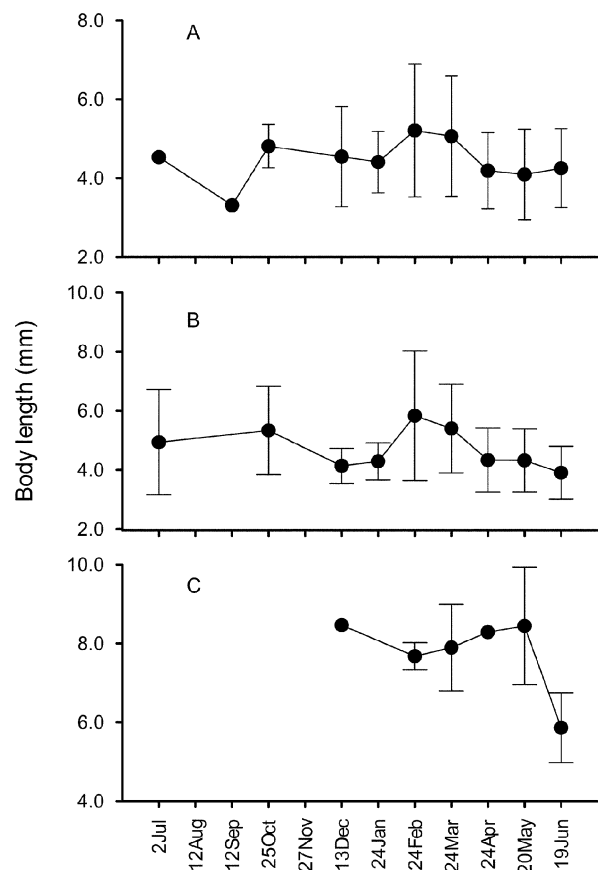 8.0
A
6.0
4.0
2.0
10.0
B
8.0
6.0
4.0
2.0
10.0
C
8.0
6.0
4.0
Body length (mm)
2Jul
12Aug
12Sep
25Oct
27Nov
13Dec
24Jan
24Feb
24Mar
24Apr
20May
19Jun